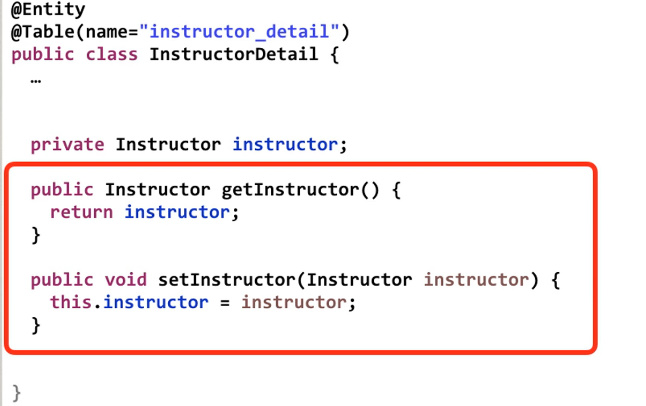 @Entity
@Table(name="instructor_detail")
public class InstructorDetail {
…
private Instructor instructor;
public Instructor getInstructor() {
return instructor;
}
public void setInstructor(Instructor instructor) {
this.instructor = instructor;
}
}